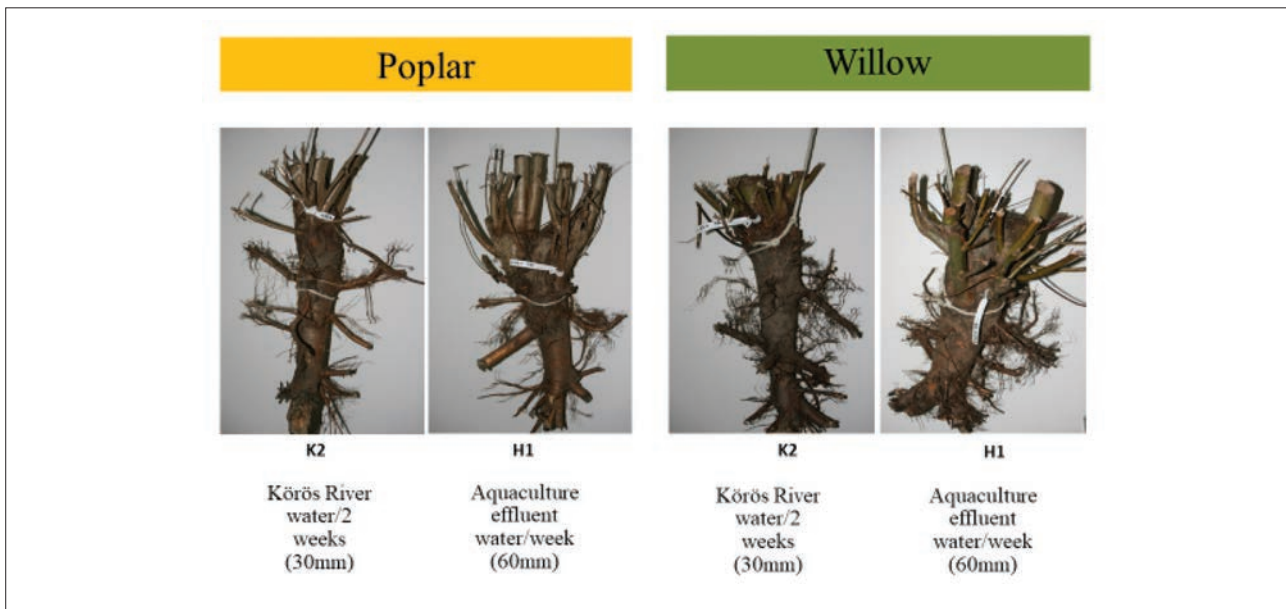 Poplar
Willow
K2
H1
K2
H1
Körös River
water/2
weeks
(30mm)
Aquaculture
effluent
water/week
(60mm)
Körös River
water/2
weeks
(30mm)
Aquaculture
effluent
water/week
(60mm)